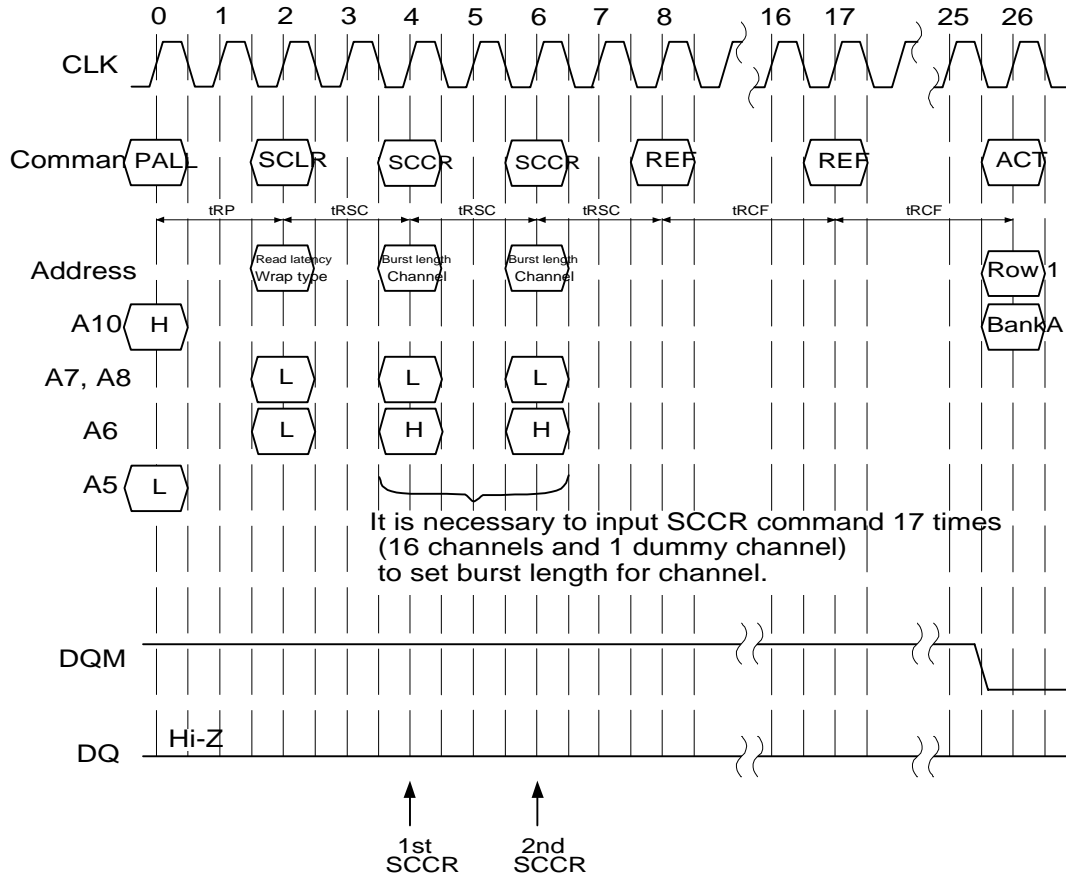 0 1 2 3 4 5 6 7 8 16 17 25 26
CLK
Comman PALL SCLR SCCR SCCR REF REF ACT
tRP tRSC tRSC tRSC tRCF tRCF
Address Read latency Wrap type Burst length Channel Burst length Channel Row 1
A10 H BankA
A7, A8 L L L
A6 L H H
A5 L
It is necessary to input SCCR command 17 times
(16 channels and 1 dummy channel)
to set burst length for channel.
DQM
Hi-Z
DQ
1st SCCR
2nd SCCR